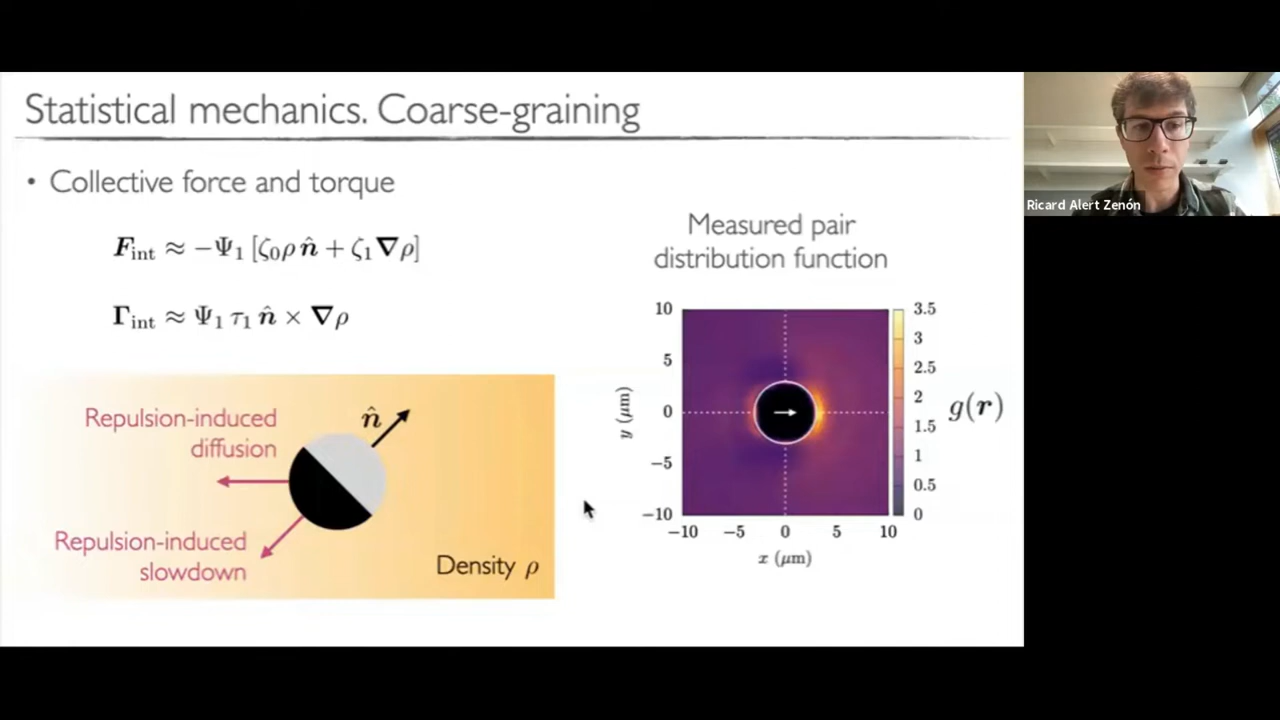 Statistical mechanics. Coarse-graining
• Collective force and torque
F_int ≈ −Ψ₁ [ζ₀ρ n̂ + ζ₁∇ρ]
Γ_int ≈ Ψ₁ τ₁ n̂ × ∇ρ
Repulsion-induced
diffusion
n̂
Repulsion-induced
slowdown
Density ρ
Measured pair
distribution function
10
5
0
−5
−10
y (μm)
−10 −5 0 5 10
x (μm)
3.5
3
2.5
2
1.5
1
0.5
0
g(r)
Ricard Alert Zenón